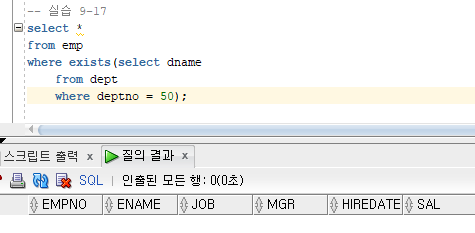 -- 실습 9-17
select *
from emp
where exists(select dname
from dept
where deptno = 50);
스크립트 출력 x 질의 결과 x
SQL | 인출된 모든 행: 0(0초)
EMPNO ENAME JOB MGR HIREDATE SAL